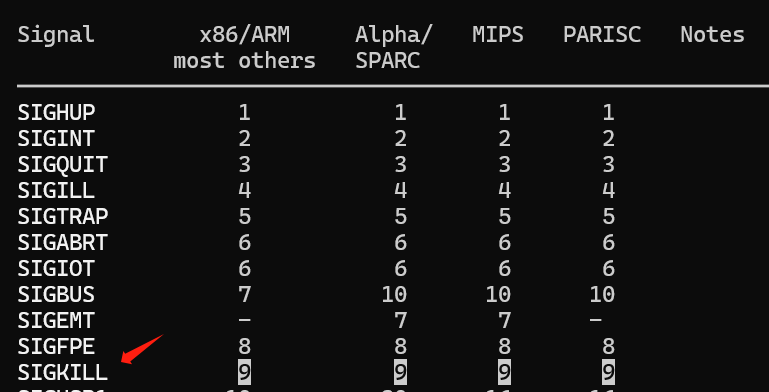 Signal x86/ARM Alpha/ MIPS PARISC Notes
most others SPARC
SIGHUP 1 1 1 1
SIGINT 2 2 2 2
SIGQUIT 3 3 3 3
SIGILL 4 4 4 4
SIGTRAP 5 5 5 5
SIGABRT 6 6 6 6
SIGIOT 6 6 6 6
SIGBUS 7 10 10 10
SIGEMT - 7 7 -
SIGFPE 8 8 8 8
SIGKILL 9 9 9 9